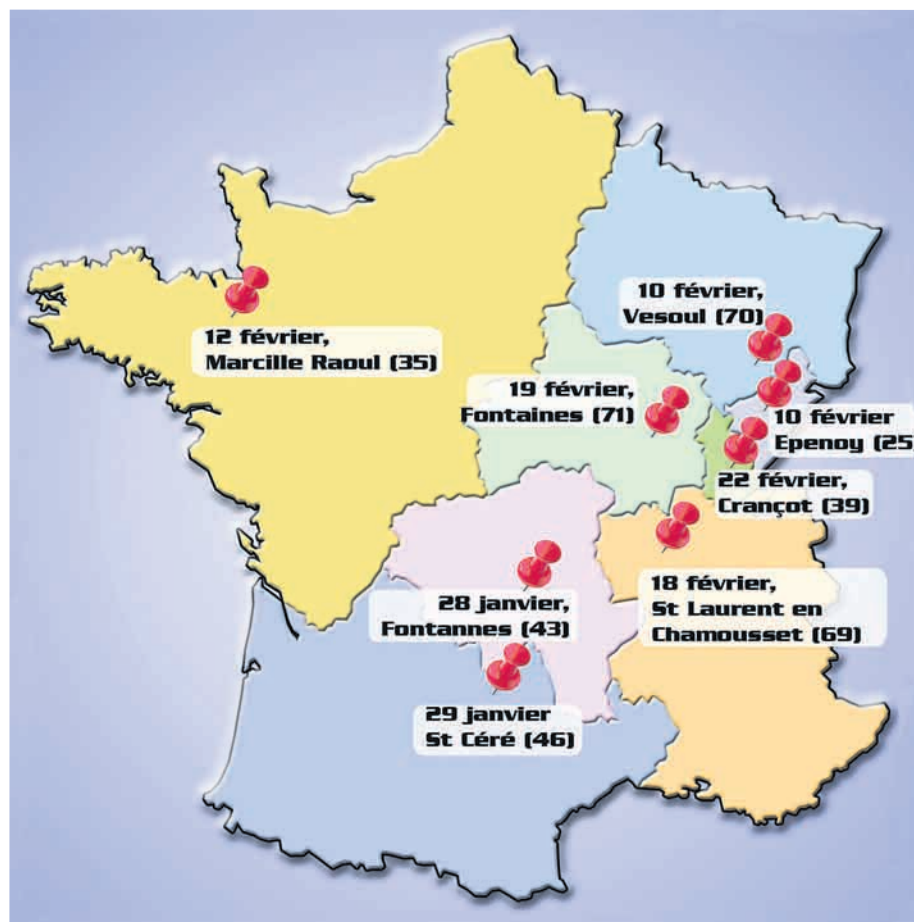 10 février,
Vesoul (70)
12 février,
Marcille Raoul (35)
19 février,
Fontaines (71)
10 février
Epenoy (25)
22 février,
Crançot (39)
18 février,
St Laurent en
Chamousset (69)
28 janvier,
Fontannes (43)
29 janvier
St Céré (46)